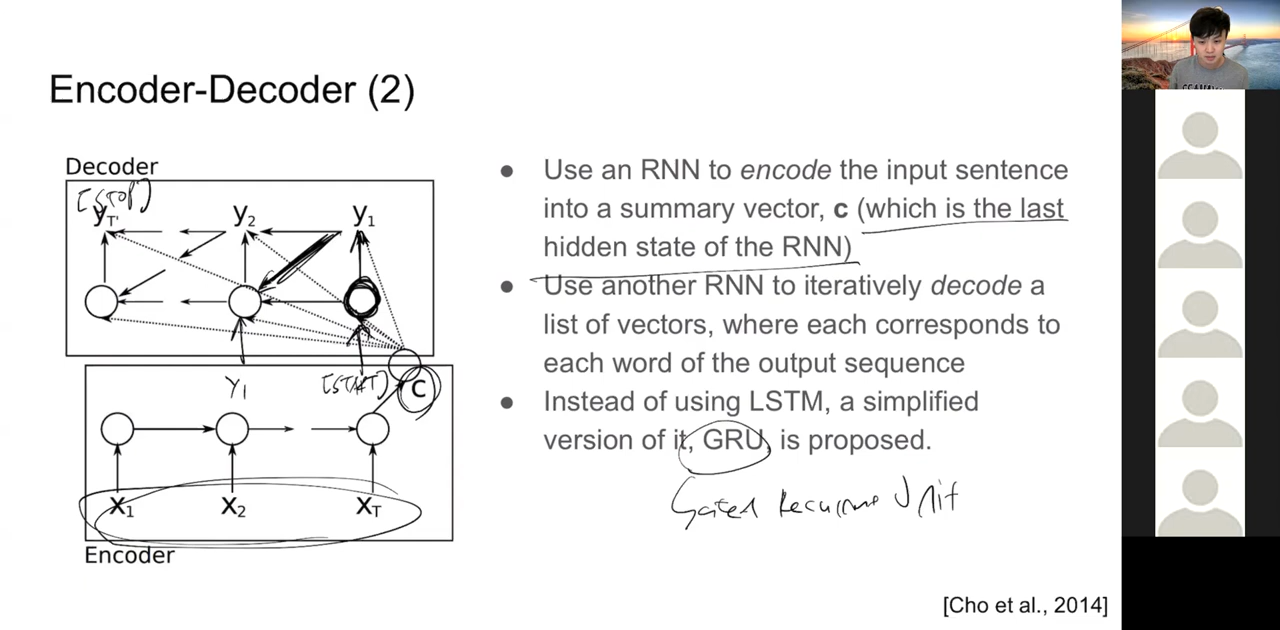 Encoder-Decoder (2)
Decoder
[STOP]
yT' y2 y1
y1 [START] c
x1 x2 xT
Encoder
● Use an RNN to encode the input sentence
into a summary vector, c (which is the last
hidden state of the RNN)
● Use another RNN to iteratively decode a
list of vectors, where each corresponds to
each word of the output sequence
● Instead of using LSTM, a simplified
version of it, GRU, is proposed.
Gated Unit
[Cho et al., 2014]